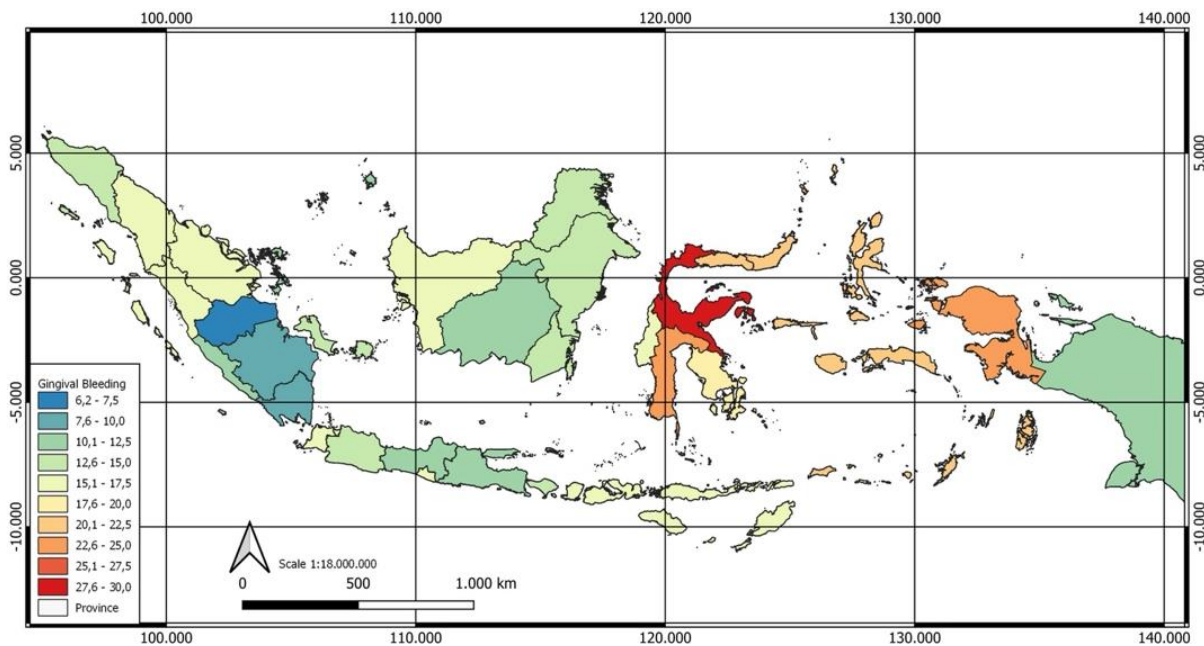 100.000 110.000 120.000 130.000 140.000
5.000 5.000
0.000 0.000
-5.000 -5.000
-10.000 -10.000
Gingival Bleeding
6,2 - 7,5
7,6 - 10,0
10,1 - 12,5
12,6 - 15,0
15,1 - 17,5
17,6 - 20,0
20,1 - 22,5
22,6 - 25,0
25,1 - 27,5
27,6 - 30,0
Province
Scale 1:18.000.000
0 500 1.000 km
100.000 110.000 120.000 130.000 140.000